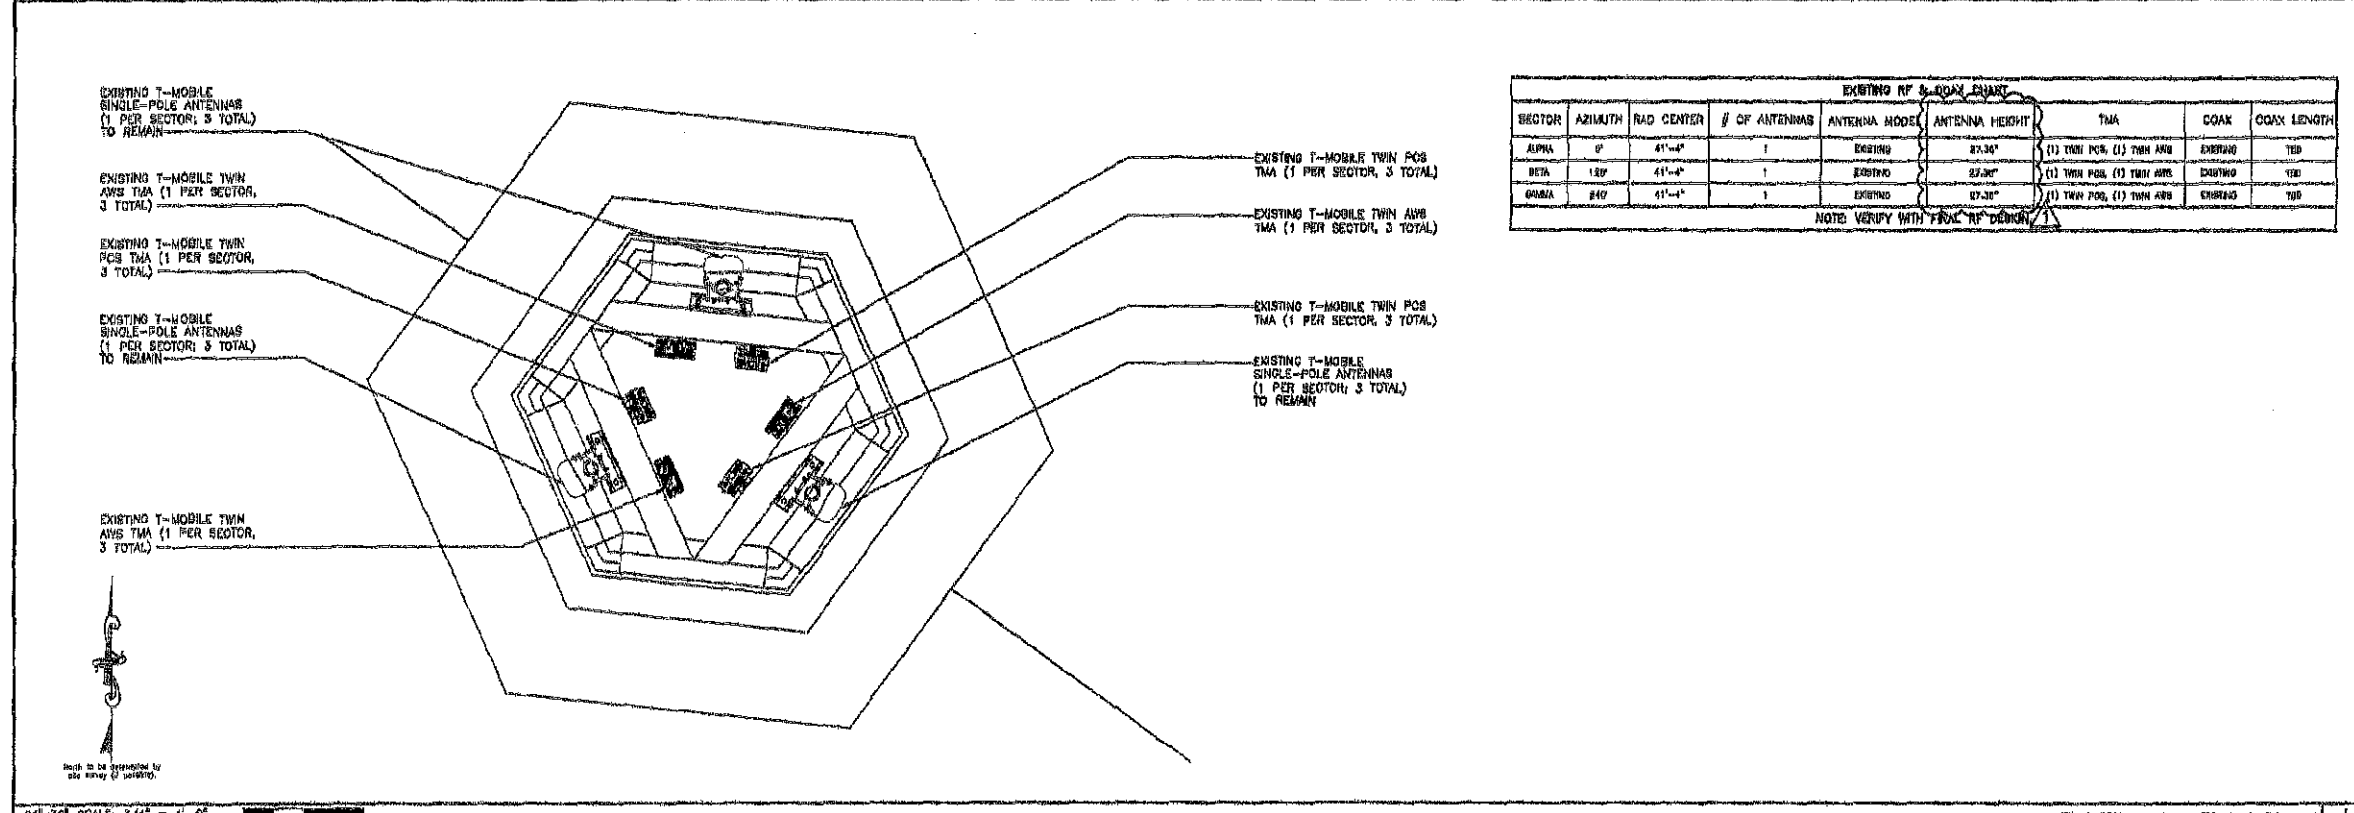 EXISTING T-MOBILE
SINGLE-POLE ANTENNAS
(1 PER SECTOR; 3 TOTAL)
TO REMAIN
EXISTING T-MOBILE TWIN
AWS TMA (1 PER SECTOR,
3 TOTAL)
EXISTING T-MOBILE TWIN
PCS TMA (1 PER SECTOR,
3 TOTAL)
EXISTING T-MOBILE
SINGLE-POLE ANTENNAS
(1 PER SECTOR; 3 TOTAL)
TO REMAIN
EXISTING T-MOBILE TWIN
AWS TMA (1 PER SECTOR,
3 TOTAL)
EXISTING T-MOBILE TWIN PCS
TMA (1 PER SECTOR, 3 TOTAL)
EXISTING T-MOBILE TWIN AWS
TMA (1 PER SECTOR, 3 TOTAL)
EXISTING T-MOBILE TWIN PCS
TMA (1 PER SECTOR, 3 TOTAL)
EXISTING T-MOBILE
SINGLE-POLE ANTENNAS
(1 PER SECTOR; 3 TOTAL)
TO REMAIN
EXISTING RF & COAX CHART
SECTOR AZIMUTH RAD CENTER # OF ANTENNAS ANTENNA MODEL ANTENNA HEIGHT TMA COAX COAX LENGTH
ALPHA 0° 41'-4" 1 EXISTING (1) TWIN PCS, (1) TWIN AWS EXISTING TBD
BETA 120° 41'-4" 1 EXISTING (1) TWIN PCS, (1) TWIN AWS EXISTING TBD
GAMMA 240° 41'-4" 1 EXISTING (1) TWIN PCS, (1) TWIN AWS EXISTING TBD
NOTE: VERIFY WITH FINAL RF DESIGN
1
North to be determined by
site survey